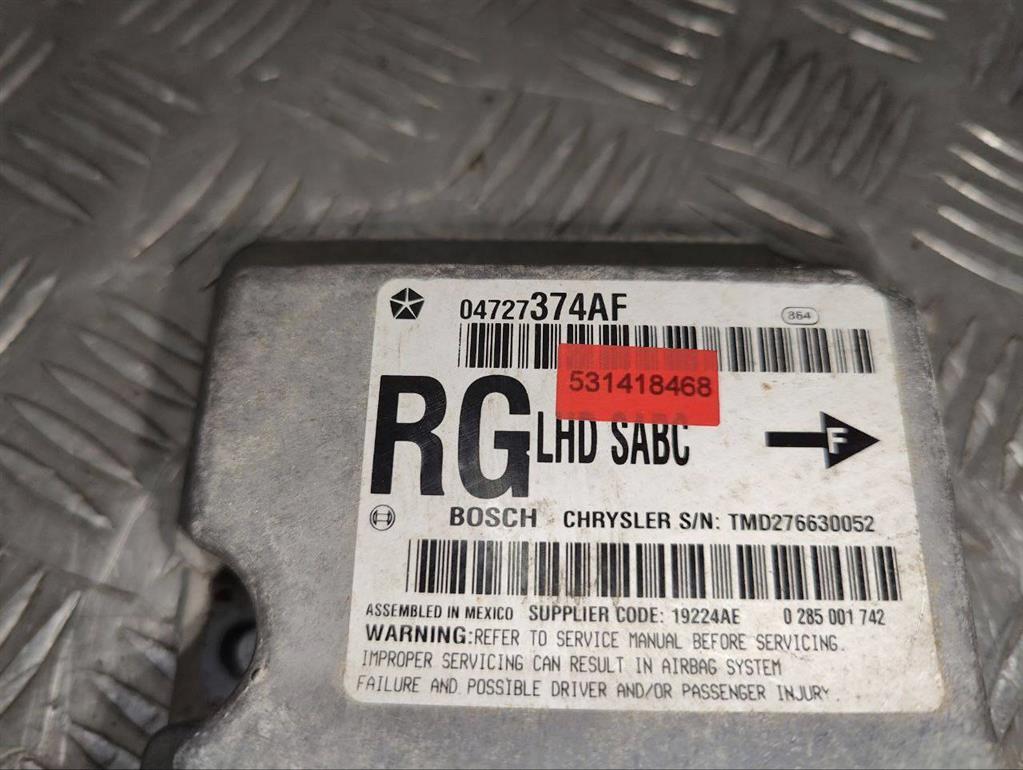 04727374AF
364
531418468
RG LHD SABC
F
BOSCH CHRYSLER S/N: TMD276630052
ASSEMBLED IN MEXICO SUPPLIER CODE: 19224AE 0 285 001 742
WARNING:REFER TO SERVICE MANUAL BEFORE SERVICING.
IMPROPER SERVICING CAN RESULT IN AIRBAG SYSTEM
FAILURE AND POSSIBLE DRIVER AND/OR PASSENGER INJURY.